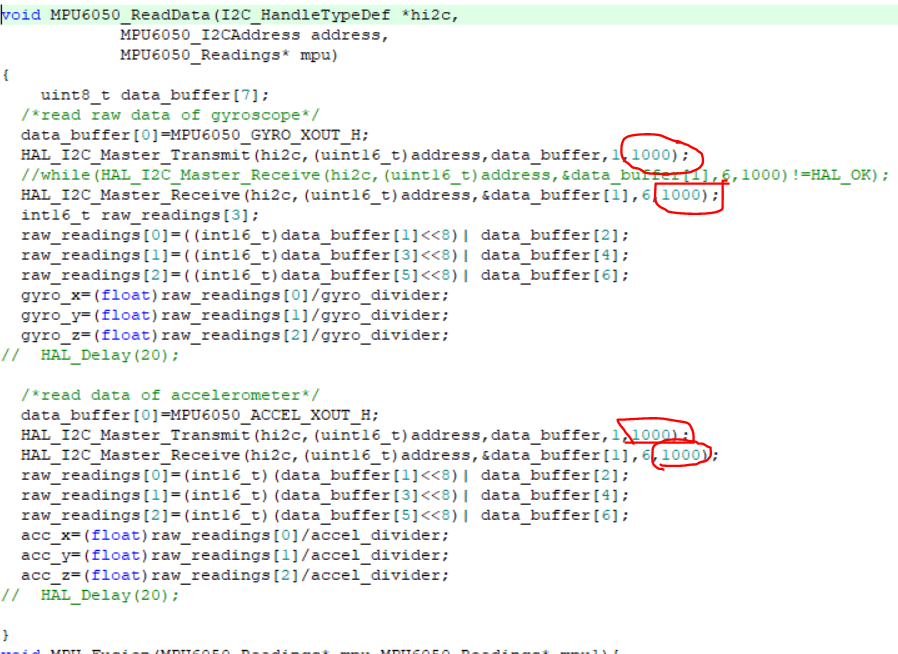 void MPU6050_ReadData(I2C_HandleTypeDef *hi2c,
MPU6050_I2CAddress address,
MPU6050_Readings* mpu)
{
uint8_t data_buffer[7];
/*read raw data of gyroscope*/
data_buffer[0]=MPU6050_GYRO_XOUT_H;
HAL_I2C_Master_Transmit(hi2c,(uint16_t)address,data_buffer,1,1000);
//while(HAL_I2C_Master_Receive(hi2c,(uint16_t)address,&data_buffer[1],6,1000)!=HAL_OK);
HAL_I2C_Master_Receive(hi2c,(uint16_t)address,&data_buffer[1],6,1000);
int16_t raw_readings[3];
raw_readings[0]=((int16_t)data_buffer[1]<<8)| data_buffer[2];
raw_readings[1]=((int16_t)data_buffer[3]<<8)| data_buffer[4];
raw_readings[2]=((int16_t)data_buffer[5]<<8)| data_buffer[6];
gyro_x=(float)raw_readings[0]/gyro_divider;
gyro_y=(float)raw_readings[1]/gyro_divider;
gyro_z=(float)raw_readings[2]/gyro_divider;
// HAL_Delay(20);
/*read data of accelerometer*/
data_buffer[0]=MPU6050_ACCEL_XOUT_H;
HAL_I2C_Master_Transmit(hi2c,(uint16_t)address,data_buffer,1,1000);
HAL_I2C_Master_Receive(hi2c,(uint16_t)address,&data_buffer[1],6,1000);
raw_readings[0]=(int16_t)(data_buffer[1]<<8)| data_buffer[2];
raw_readings[1]=(int16_t)(data_buffer[3]<<8)| data_buffer[4];
raw_readings[2]=(int16_t)(data_buffer[5]<<8)| data_buffer[6];
acc_x=(float)raw_readings[0]/accel_divider;
acc_y=(float)raw_readings[1]/accel_divider;
acc_z=(float)raw_readings[2]/accel_divider;
// HAL_Delay(20);
}
void MPU_Fusion(MPU6050_Readings* mpu,MPU6050_Readings* mpu1){